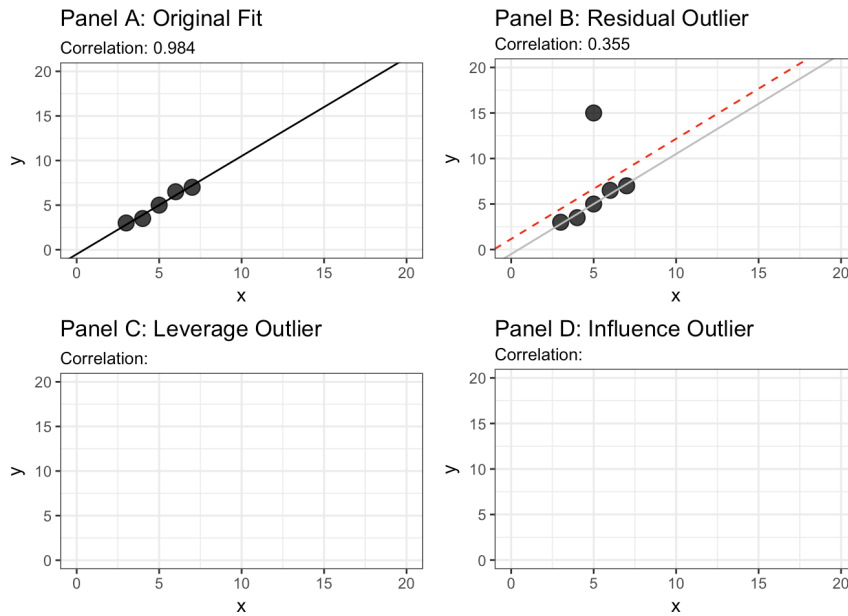 Panel A: Original Fit
Correlation: 0.984
20
15
10
5
0
y
0 5 10 15 20
x
Panel B: Residual Outlier
Correlation: 0.355
20
15
10
5
0
y
0 5 10 15 20
x
Panel C: Leverage Outlier
Correlation:
20
15
10
5
0
y
0 5 10 15 20
x
Panel D: Influence Outlier
Correlation:
20
15
10
5
0
y
0 5 10 15 20
x